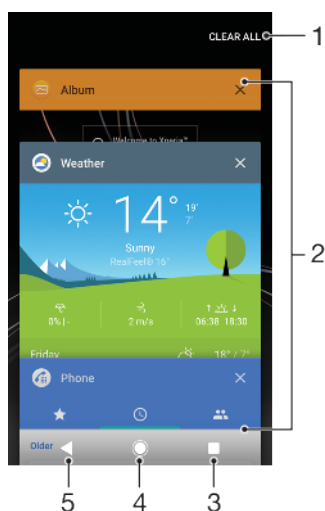 CLEAR ALL
1
Album
Welcome to Xperia™
Weather
14° 19° 7°
Sunny
RealFeel® 16°
2
0% | -
2 m/s
06:38 18:30
Friday 18° / 7°
Phone
Older
5 4 3